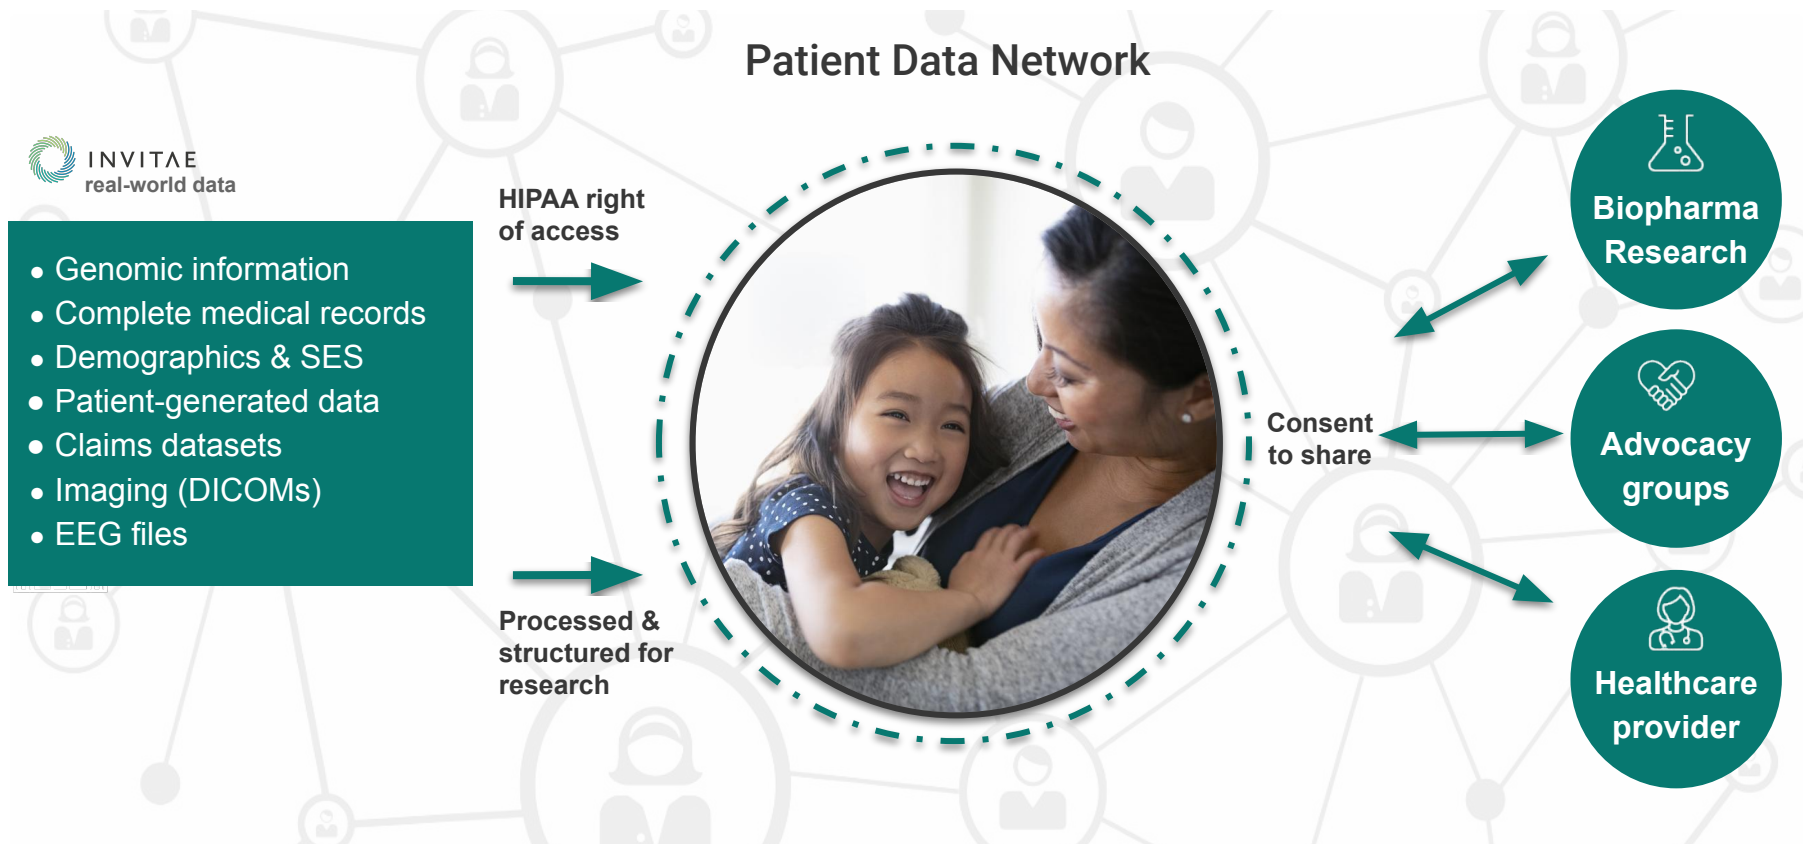 Patient Data Network
INVITAE
real-world data
• Genomic information
• Complete medical records
• Demographics & SES
• Patient-generated data
• Claims datasets
• Imaging (DICOMs)
• EEG files
HIPAA right
of access
Processed &
structured for
research
Consent
to share
Biopharma
Research
Advocacy
groups
Healthcare
provider